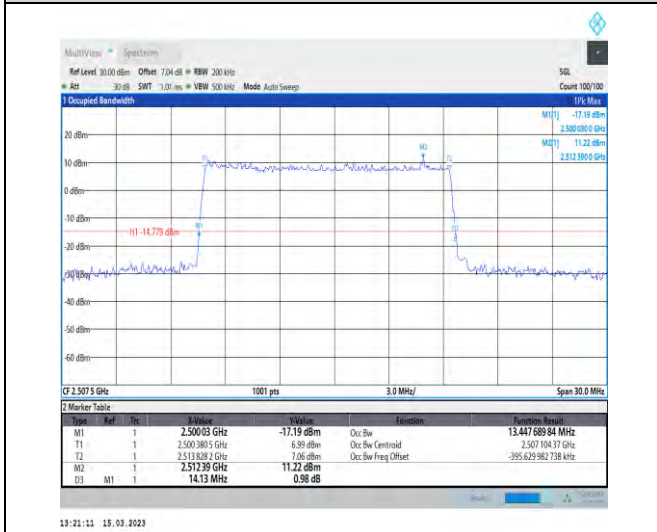 MultiView Spectrum
Ref Level 30.00 dBm Offset 7.04 dB RBW 200 kHz SGL
Att 30 dB SWT 1.01 ms VBW 500 kHz Mode Auto Sweep Count 100/100
1 Occupied Bandwidth 1Pk Max
M1[1] -17.19 dBm
2.500 030 0 GHz
M2[1] 11.22 dBm
2.512 390 0 GHz
20 dBm
M2
T1 T2
10 dBm
0 dBm
-10 dBm
M1
H1 -14.779 dBm
D3
-20 dBm
-30 dBm
-40 dBm
-50 dBm
-60 dBm
CF 2.507 5 GHz 1001 pts 3.0 MHz/ Span 30.0 MHz
2 Marker Table
Type Ref Trc X-Value Y-Value Function Function Result
M1 1 2.500 03 GHz -17.19 dBm Occ Bw 13.447 689 84 MHz
T1 1 2.500 380 5 GHz 6.99 dBm Occ Bw Centroid 2.507 104 37 GHz
T2 1 2.513 828 2 GHz 7.06 dBm Occ Bw Freq Offset -395.629 982 738 kHz
M2 1 2.512 39 GHz 11.22 dBm
D3 M1 1 14.13 MHz 0.98 dB
13:21:11 15.03.2023